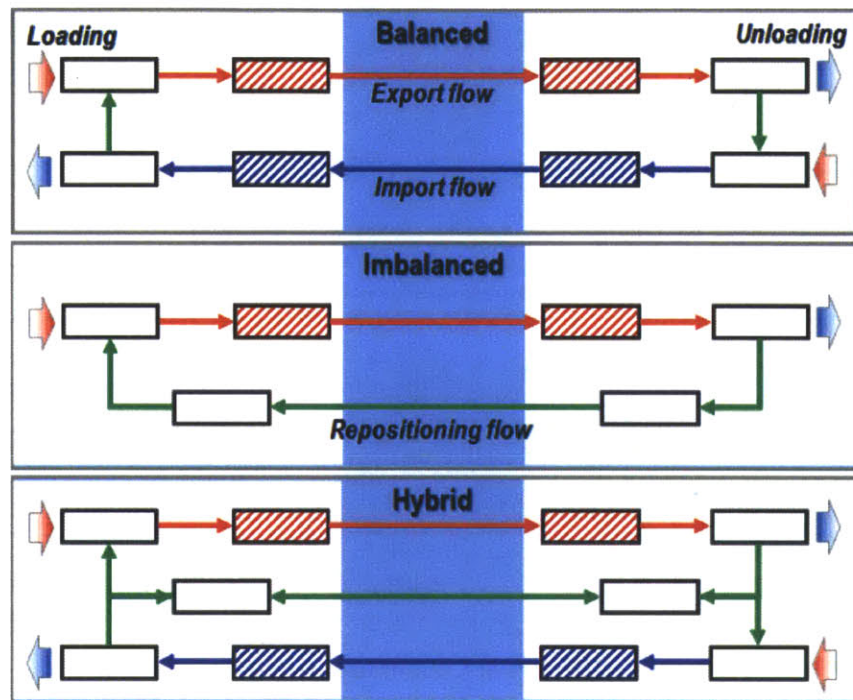 Loading
Balanced
Unloading
Export flow
Import flow
Imbalanced
Repositioning flow
Hybrid